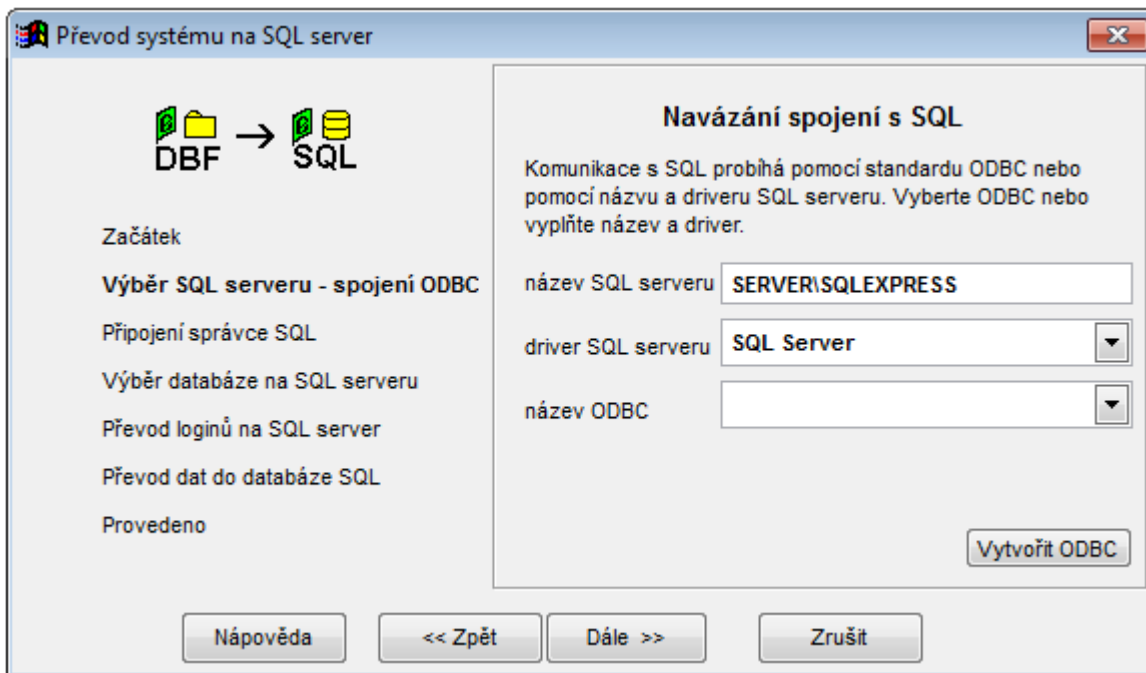 Převod systému na SQL server
DBF → SQL
Začátek
Výběr SQL serveru - spojení ODBC
Připojení správce SQL
Výběr databáze na SQL serveru
Převod loginů na SQL server
Převod dat do databáze SQL
Provedeno
Navázání spojení s SQL
Komunikace s SQL probíhá pomocí standardu ODBC nebo
pomocí názvu a driveru SQL serveru. Vyberte ODBC nebo
vyplňte název a driver.
název SQL serveru SERVER\SQLEXPRESS
driver SQL serveru SQL Server
název ODBC
Vytvořit ODBC
Nápověda << Zpět Dále >> Zrušit